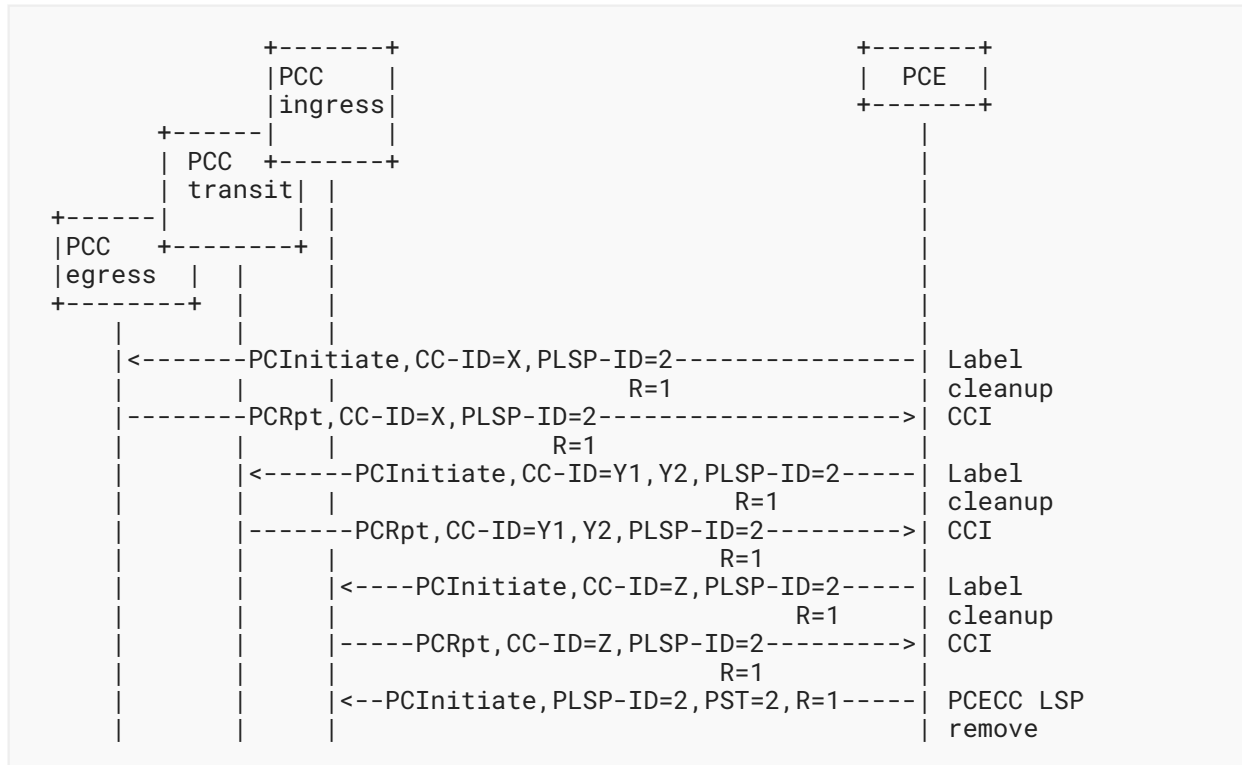 +-------+                              +-------+
|PCC    |                              |  PCE  |
|ingress|                              +-------+
+------|       |                                  |
| PCC  +-------+                                  |
| transit|  |                                     |
+------|        |  |                                     |
|PCC   +--------+  |                                     |
|egress  |  |      |                                     |
+--------+  |      |                                     |
|       |     |                                       |
|<-------PCInitiate,CC-ID=X,PLSP-ID=2----------------| Label
|       |     |                   R=1                | cleanup
|--------PCRpt,CC-ID=X,PLSP-ID=2-------------------->| CCI
|       |     |              R=1                     |
|       |<------PCInitiate,CC-ID=Y1,Y2,PLSP-ID=2-----| Label
|       |     |                          R=1         | cleanup
|       |-------PCRpt,CC-ID=Y1,Y2,PLSP-ID=2--------->| CCI
|       |     |                         R=1          |
|       |     |<----PCInitiate,CC-ID=Z,PLSP-ID=2-----| Label
|       |     |                              R=1     | cleanup
|       |     |-----PCRpt,CC-ID=Z,PLSP-ID=2--------->| CCI
|       |     |                         R=1          |
|       |     |<--PCInitiate,PLSP-ID=2,PST=2,R=1-----| PCECC LSP
|       |     |                                      | remove